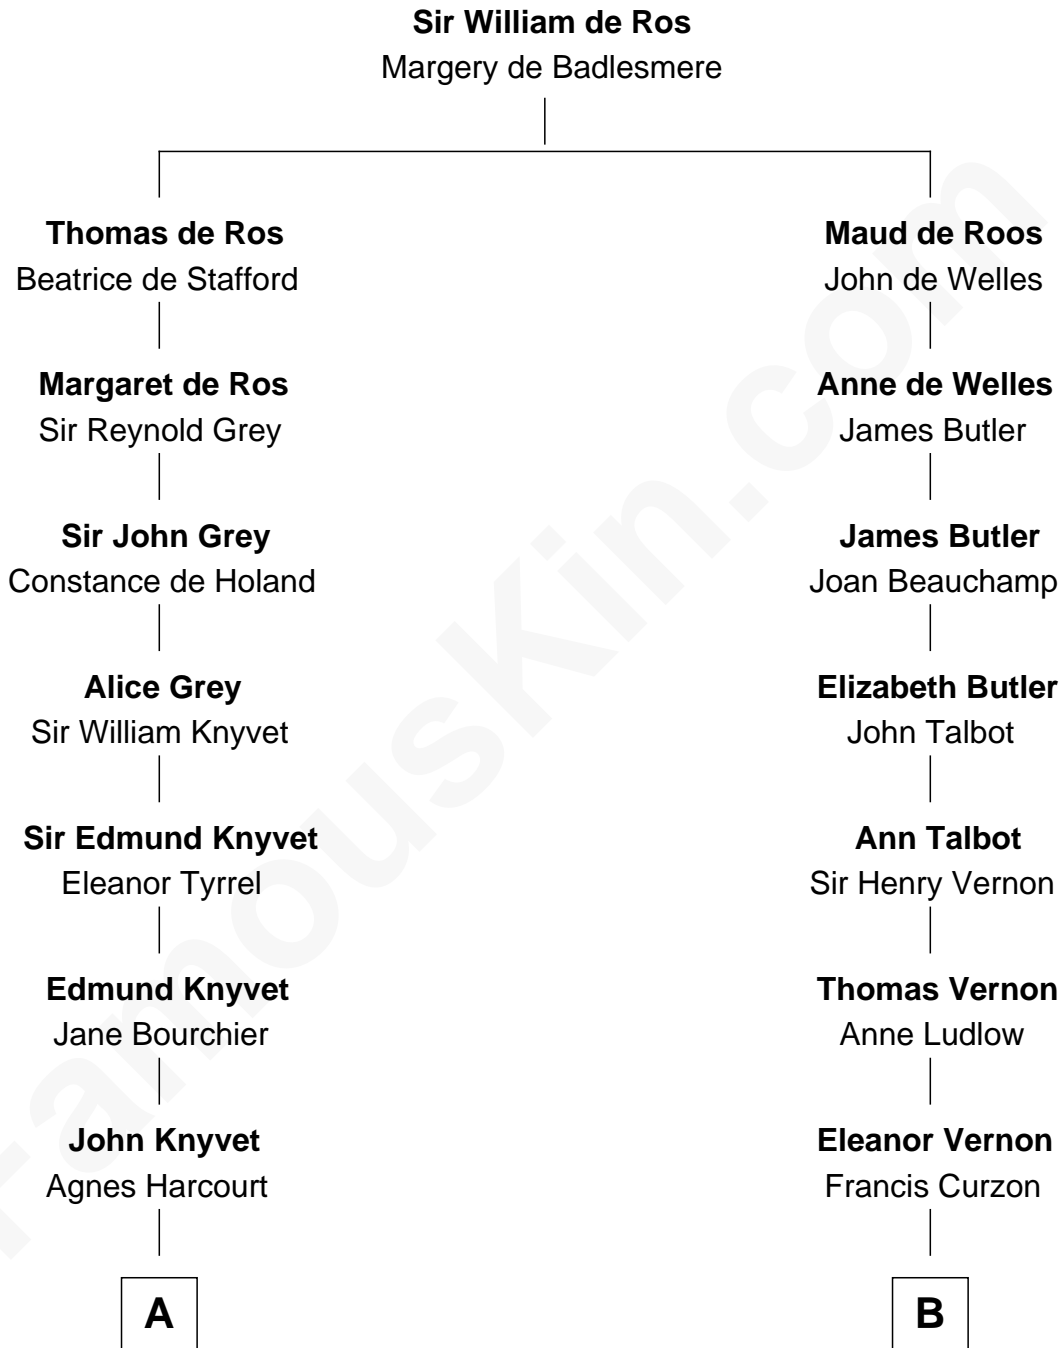 Sir William de Ros
Margery de Badlesmere
Thomas de Ros
Beatrice de Stafford
Margaret de Ros
Sir Reynold Grey
Sir John Grey
Constance de Holand
Alice Grey
Sir William Knyvet
Sir Edmund Knyvet
Eleanor Tyrrel
Edmund Knyvet
Jane Bourchier
John Knyvet
Agnes Harcourt
A
Maud de Roos
John de Welles
Anne de Welles
James Butler
James Butler
Joan Beauchamp
Elizabeth Butler
John Talbot
Ann Talbot
Sir Henry Vernon
Thomas Vernon
Anne Ludlow
Eleanor Vernon
Francis Curzon
B
FamousKin.com